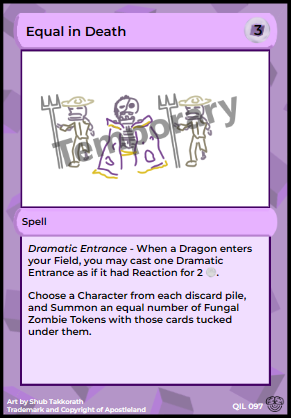 Equal in Death
3
Temporary
Spell
Dramatic Entrance - When a Dragon enters
your Field, you may cast one Dramatic
Entrance as if it had Reaction for 2 .
Choose a Character from each discard pile,
and Summon an equal number of Fungal
Zombie Tokens with those cards tucked
under them.
Art by Shub Takkorath
Trademark and Copyright of Apostleland
QIL 097